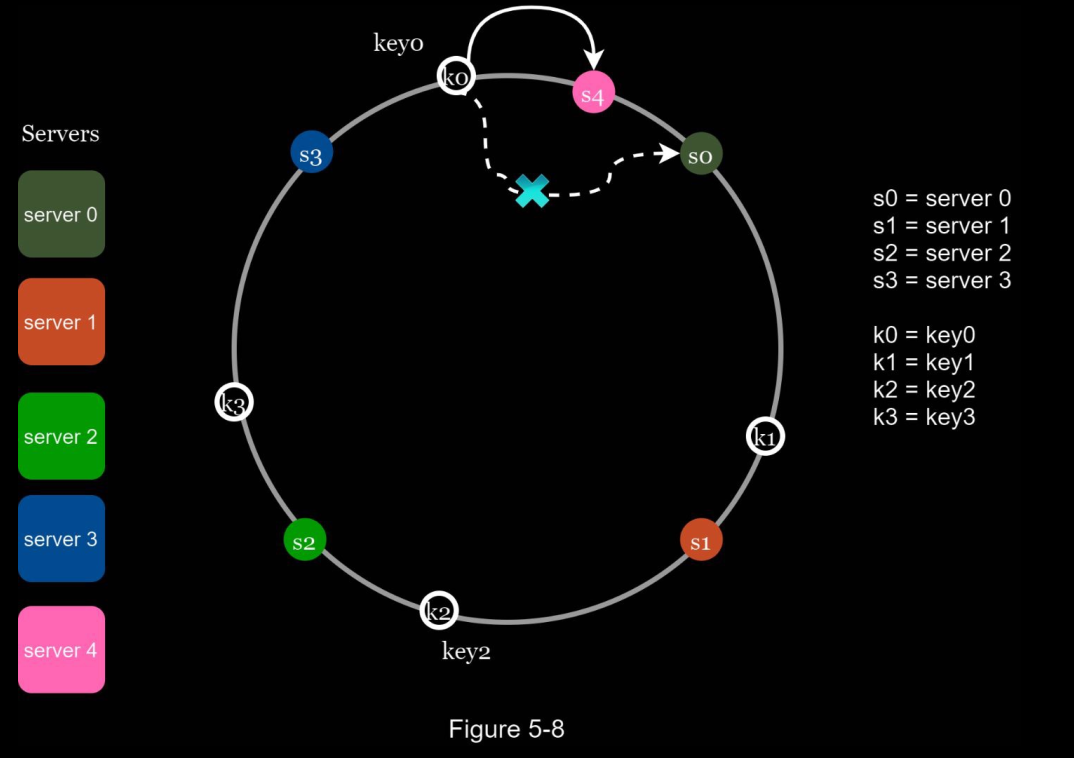 key0
k0
s4
Servers
s3
s0
server 0
s0 = server 0
s1 = server 1
s2 = server 2
s3 = server 3
server 1
k0 = key0
k1 = key1
k2 = key2
k3 = key3
k3
k1
server 2
s2
s1
server 3
k2
key2
server 4
Figure 5-8